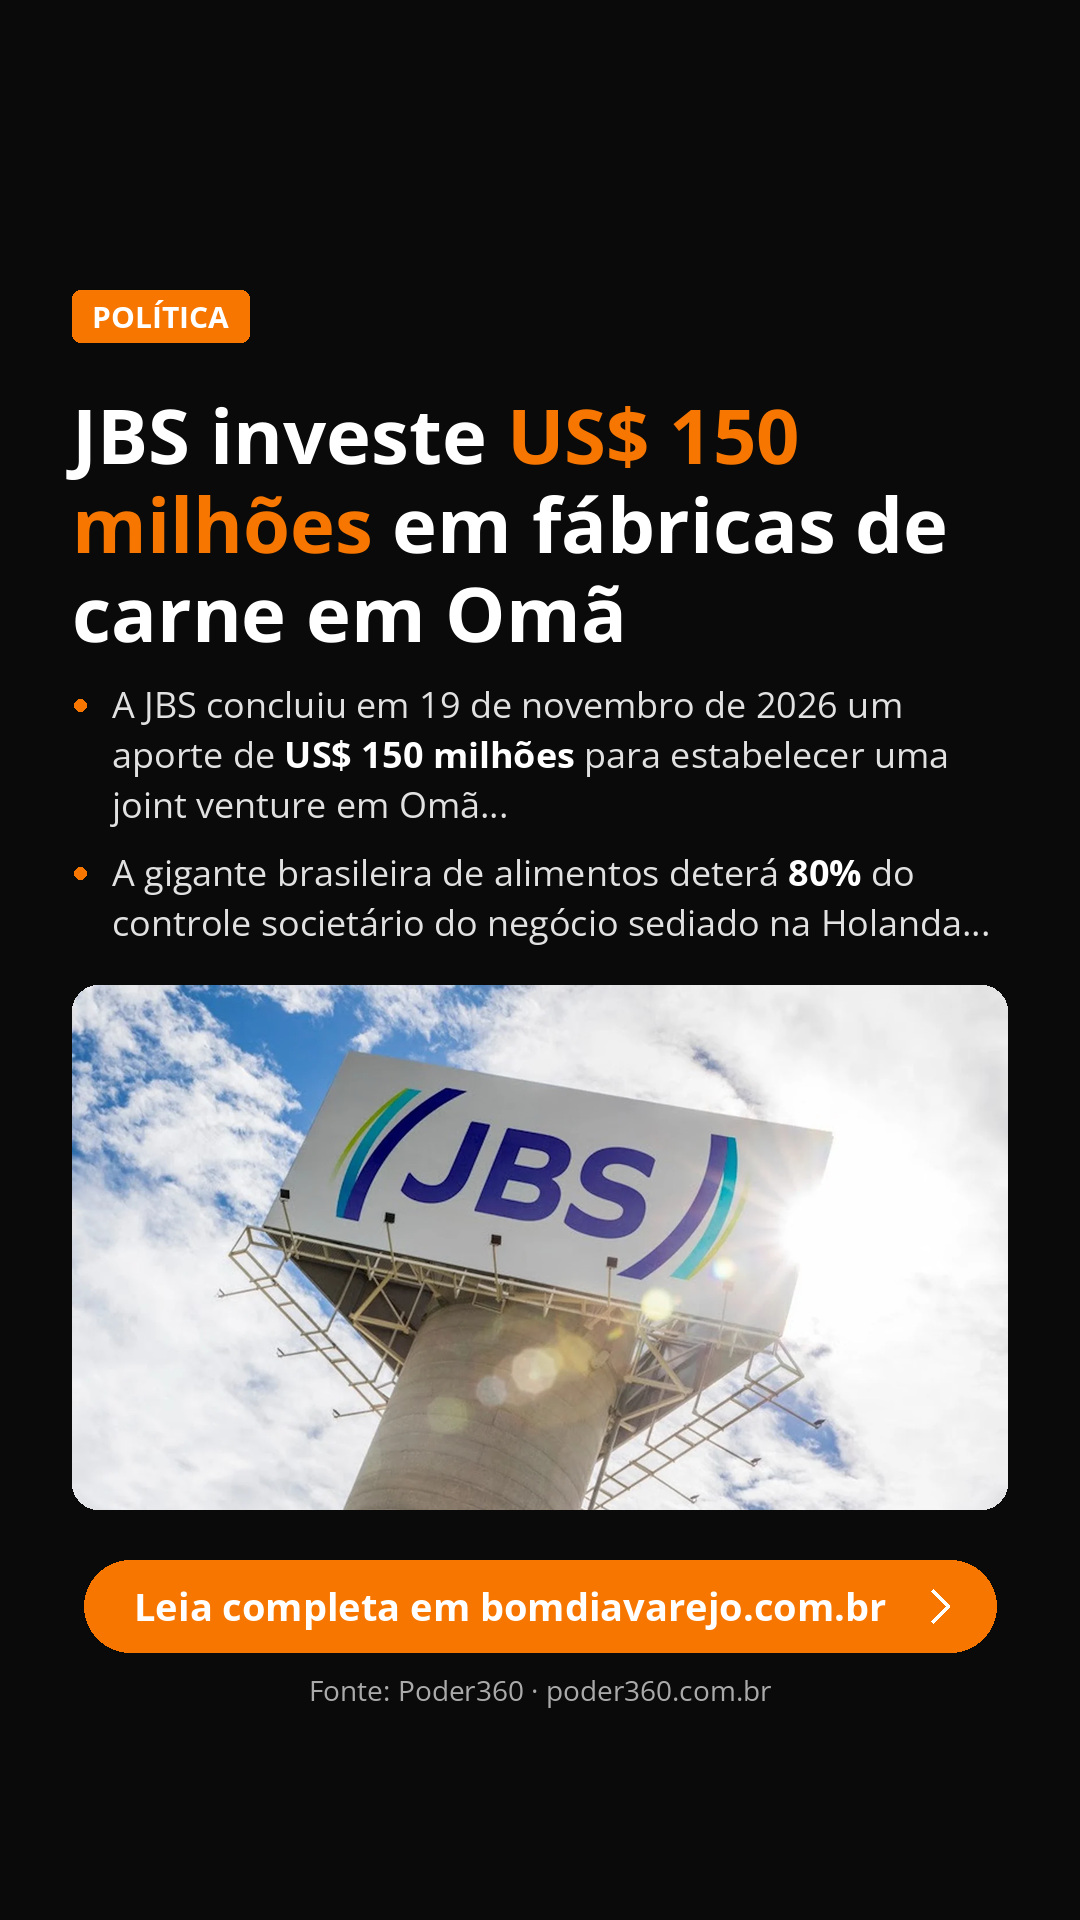 POLÍTICA
JBS investe US$ 150
milhões em fábricas de
carne em Omã
• A JBS concluiu em 19 de novembro de 2026 um
aporte de US$ 150 milhões para estabelecer uma
joint venture em Omã...
• A gigante brasileira de alimentos deterá 80% do
controle societário do negócio sediado na Holanda...
(JBS)
Leia completa em bomdiavarejo.com.br
Fonte: Poder360 · poder360.com.br